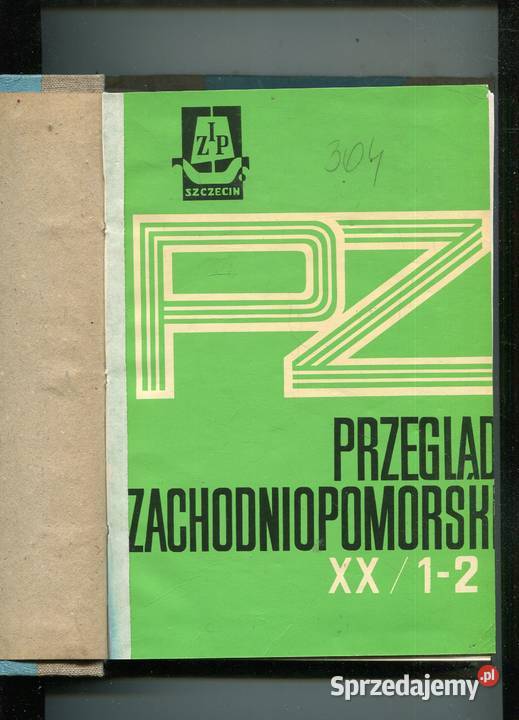 ZIP
SZCZECIN
304
PZ
PRZEGLĄD
ZACHODNIOPOMORSKI
XX/1-2
Sprzedajemy.pl